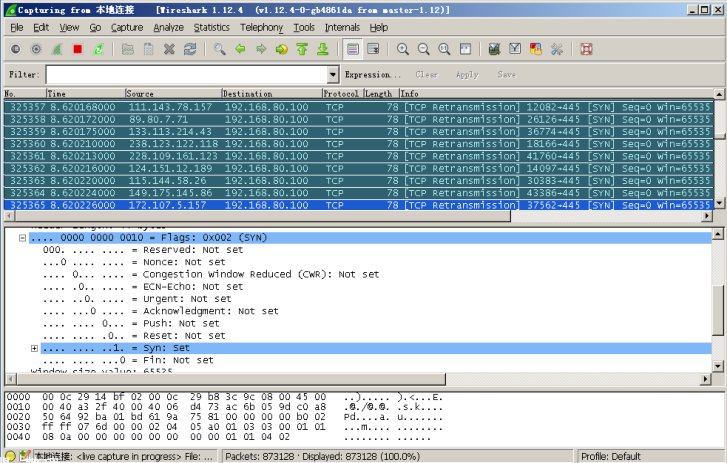 Capturing from 本地连接 [Wireshark 1.12.4 (v1.12.4-0-gb4861da from master-1.12)]
File Edit View Go Capture Analyze Statistics Telephony Tools Internals Help
Filter: Expression... Clear Apply Save
No. Time Source Destination Protocol Length Info
325357 8.620168000 111.143.78.157 192.168.80.100 TCP 78 [TCP Retransmission] 12082→445 [SYN] Seq=0 Win=65535
325358 8.620172000 89.80.7.71 192.168.80.100 TCP 78 [TCP Retransmission] 26126→445 [SYN] Seq=0 Win=65535
325359 8.620175000 133.113.214.43 192.168.80.100 TCP 78 [TCP Retransmission] 36774→445 [SYN] Seq=0 Win=65535
325360 8.620210000 238.123.122.118 192.168.80.100 TCP 78 [TCP Retransmission] 18166→445 [SYN] Seq=0 Win=65535
325361 8.620213000 228.109.161.123 192.168.80.100 TCP 78 [TCP Retransmission] 41760→445 [SYN] Seq=0 Win=65535
325362 8.620216000 124.151.12.189 192.168.80.100 TCP 78 [TCP Retransmission] 14097→445 [SYN] Seq=0 Win=65535
325363 8.620220000 115.144.58.26 192.168.80.100 TCP 78 [TCP Retransmission] 30383→445 [SYN] Seq=0 Win=65535
325364 8.620224000 149.175.145.86 192.168.80.100 TCP 78 [TCP Retransmission] 43386→445 [SYN] Seq=0 Win=65535
325365 8.620226000 172.107.5.157 192.168.80.100 TCP 78 [TCP Retransmission] 37562→445 [SYN] Seq=0 Win=65535
.... 0000 0000 0010 = Flags: 0x002 (SYN)
000. .... .... = Reserved: Not set
...0 .... .... = Nonce: Not set
.... 0... .... = Congestion Window Reduced (CWR): Not set
.... .0.. .... = ECN-Echo: Not set
.... ..0. .... = Urgent: Not set
.... ...0 .... = Acknowledgment: Not set
.... .... 0... = Push: Not set
.... .... .0.. = Reset: Not set
.... .... ..1. = Syn: Set
.... .... ...0 = Fin: Not set
Window size value: 65535
0000 00 0c 29 14 bf 02 00 0c 29 b8 3c 9c 08 00 45 00 ..)..... ).<...E.
0010 00 40 a3 2f 40 00 40 06 d4 73 ac 6b 05 9d c0 a8 .@./@.@. .s.k....
0020 50 64 92 ba 01 bd 61 9a 75 81 00 00 00 00 b0 02 Pd....a. u.......
0030 ff ff 07 6d 00 00 02 04 05 a0 01 03 03 00 01 01 ...m.... ........
0040 08 0a 00 00 00 00 00 00 00 00 01 01 04 02 ........ ......
本地连接: <live capture in progress> File: ... Packets: 873128 · Displayed: 873128 (100.0%) Profile: Default